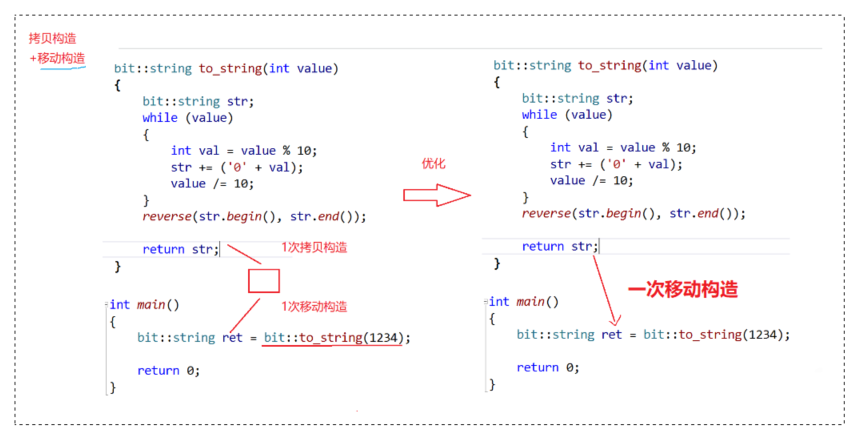 拷贝构造
+移动构造
bit::string to_string(int value)
{
bit::string str;
while (value)
{
int val = value % 10;
str += ('0' + val);
value /= 10;
}
reverse(str.begin(), str.end());
return str;
}
1次拷贝构造
1次移动构造
int main()
{
bit::string ret = bit::to_string(1234);
return 0;
}
优化
bit::string to_string(int value)
{
bit::string str;
while (value)
{
int val = value % 10;
str += ('0' + val);
value /= 10;
}
reverse(str.begin(), str.end());
return str;
}
一次移动构造
int main()
{
bit::string ret = bit::to_string(1234);
return 0;
}